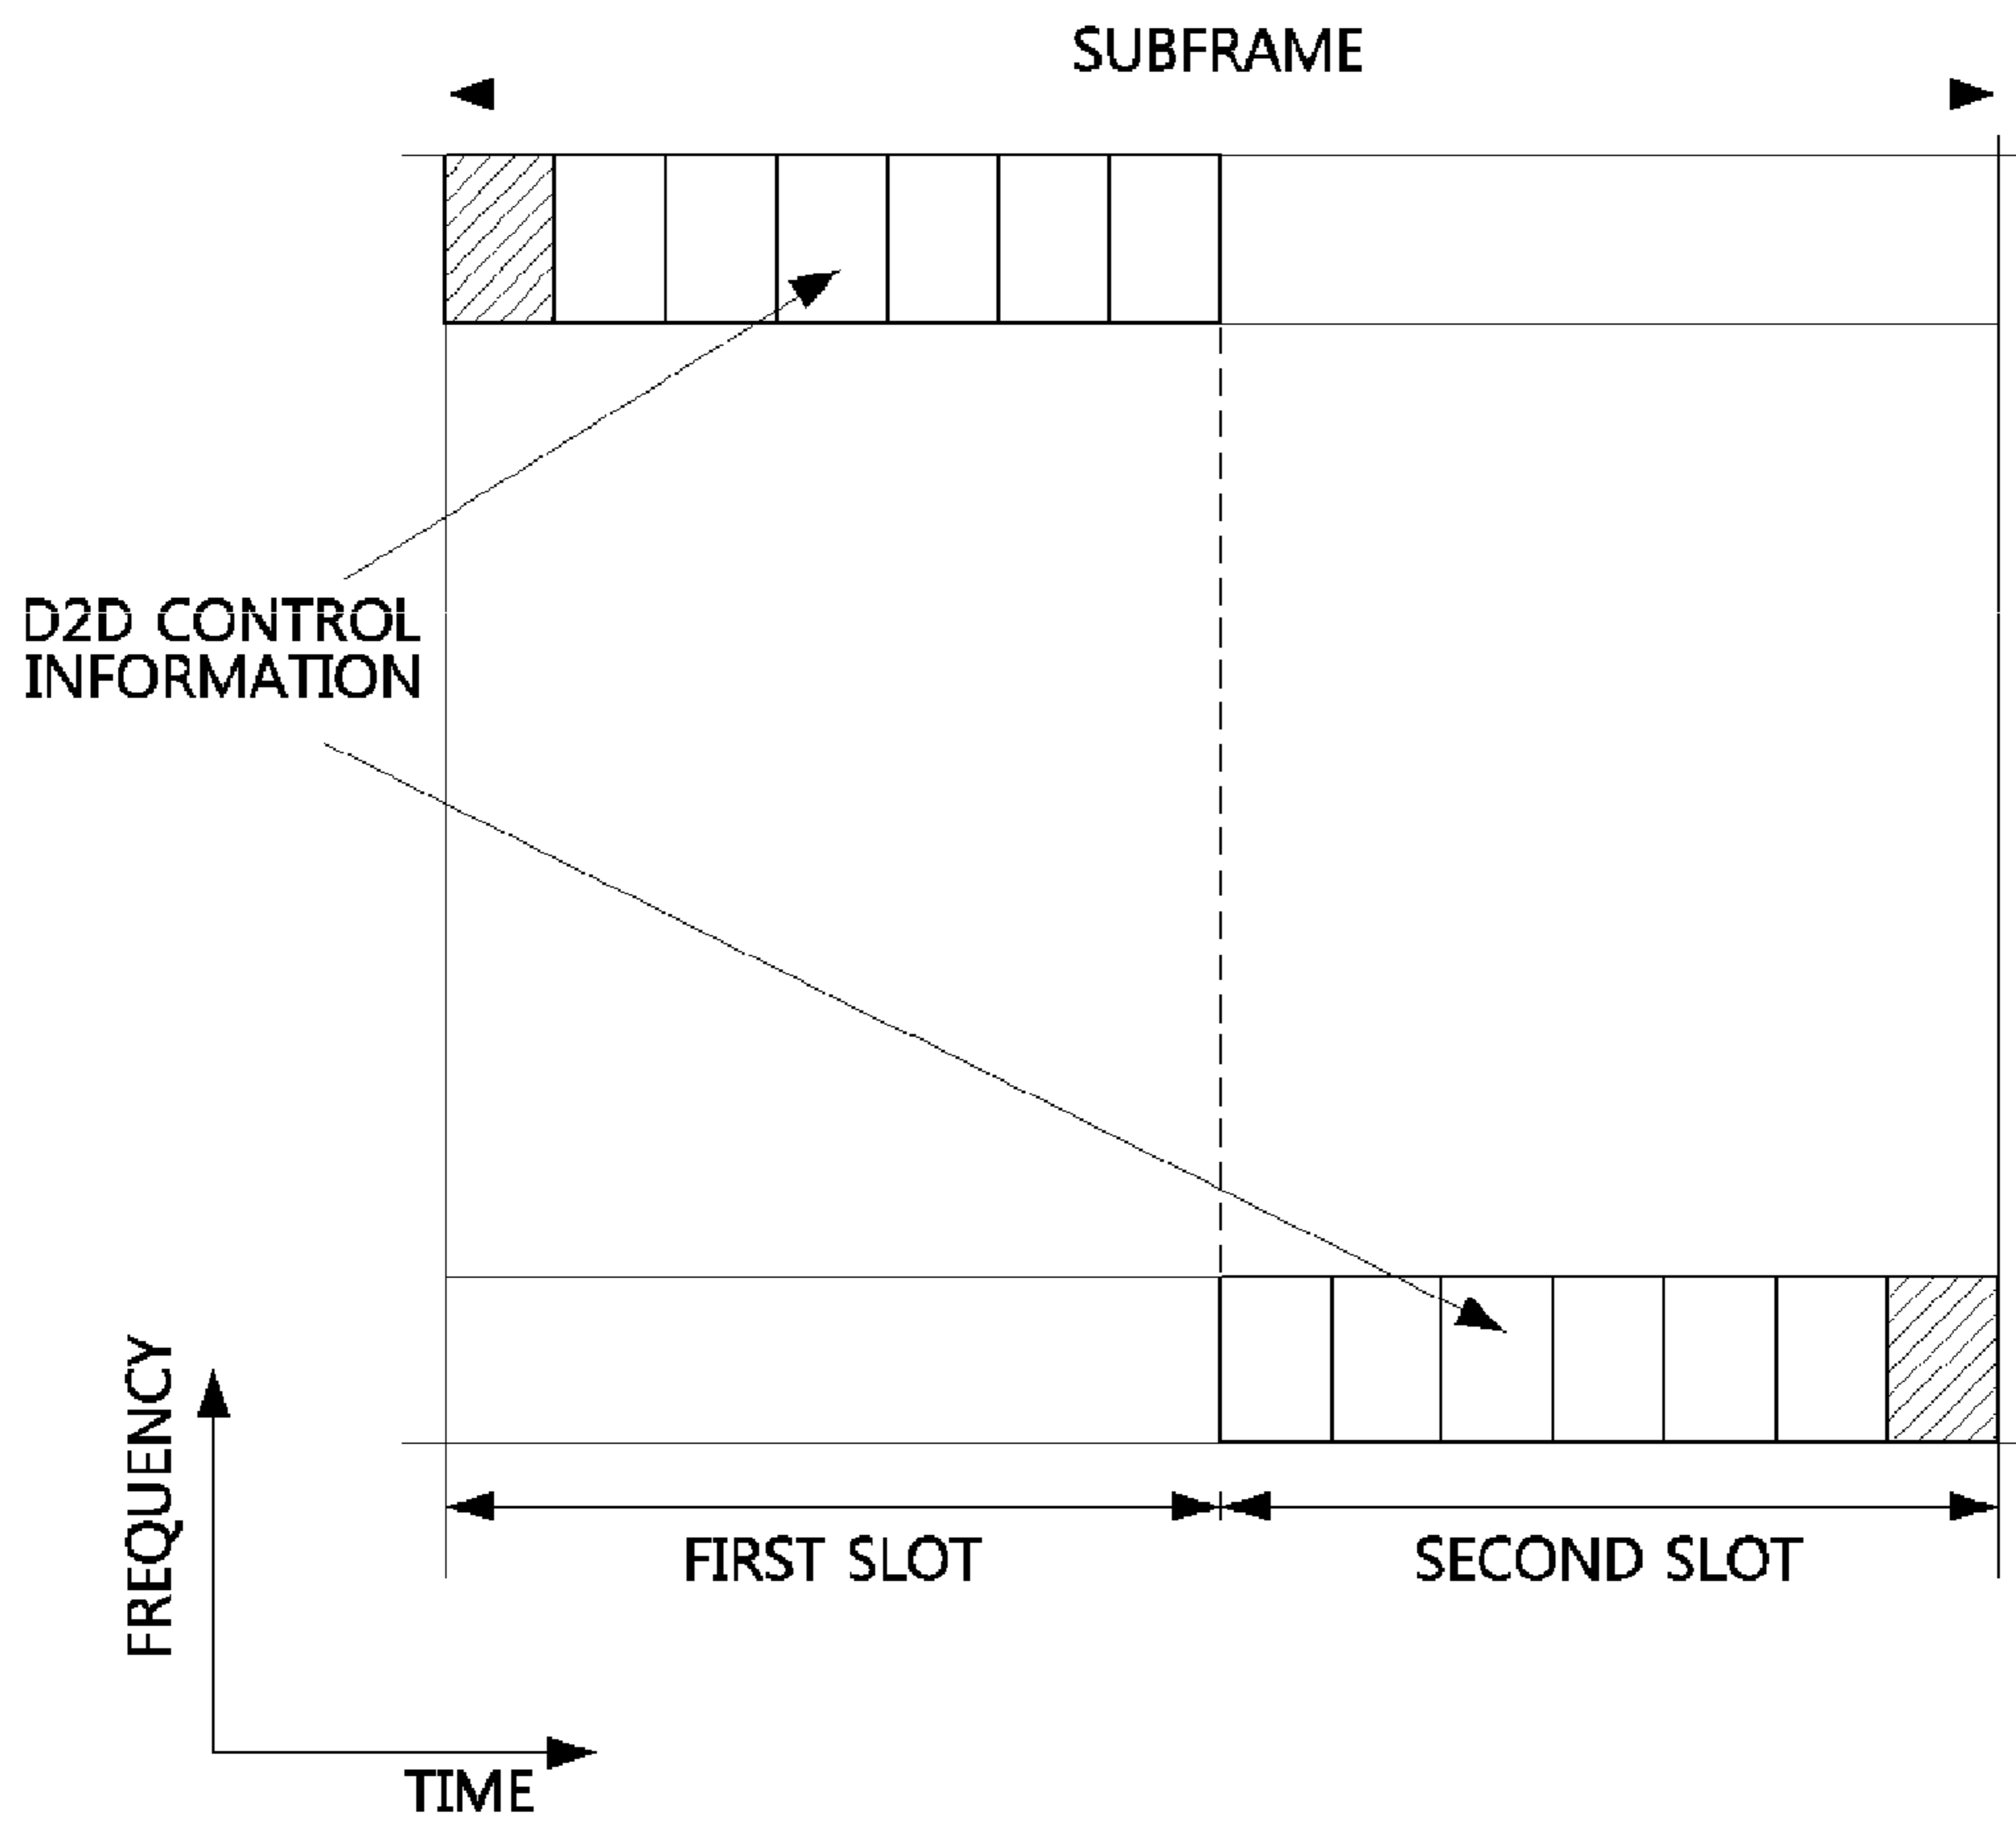 SUBFRAME
D2D CONTROL
INFORMATION
FIRST SLOT
SECOND SLOT
FREQUENCY
TIME